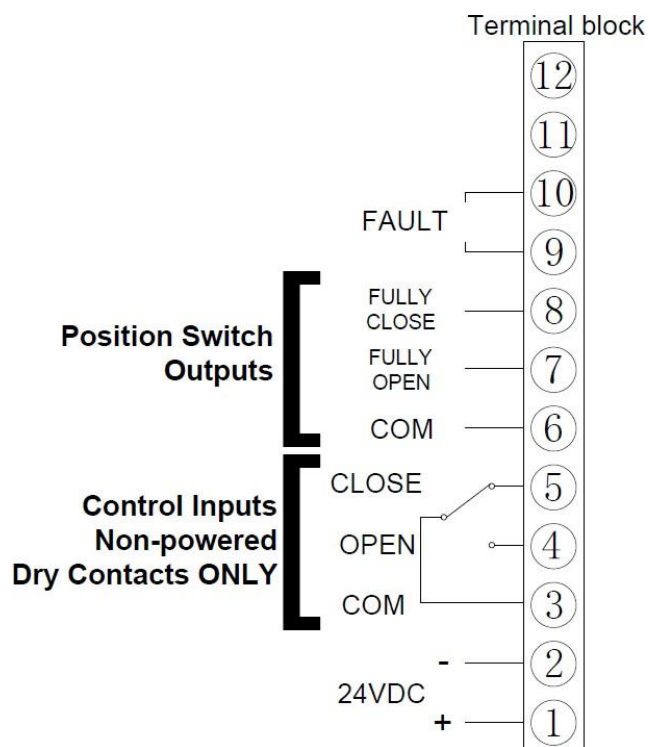 Terminal block
12
11
10
FAULT
9
FULLY
CLOSE
8
Position Switch
Outputs
FULLY
OPEN
7
COM
6
CLOSE
5
Control Inputs
Non-powered
Dry Contacts ONLY
OPEN
4
COM
3
-
2
24VDC
+
1